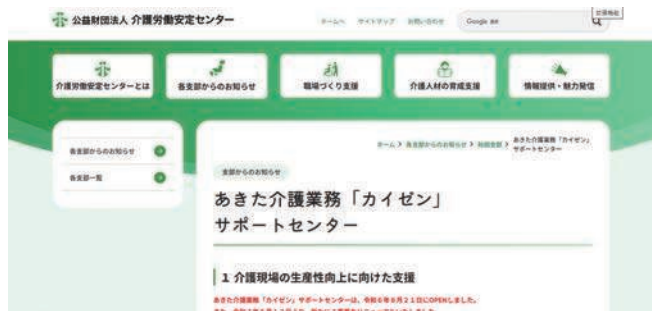 公益財団法人 介護労働安定センター
ホームへ サイトマップ お問い合わせ Google 検索
介護労働安定センターとは 各支部からのお知らせ 職場づくり支援 介護人材の育成支援 情報提供・魅力発信
各支部からのお知らせ
各支部一覧
ホーム > 各支部からのお知らせ > 秋田支部 > あきた介護業務「カイゼン」サポートセンター
支部からのお知らせ
あきた介護業務「カイゼン」
サポートセンター
1 介護現場の生産性向上に向けた支援
あきた介護業務「カイゼン」サポートセンターは、令和6年8月21日にOPENしました。